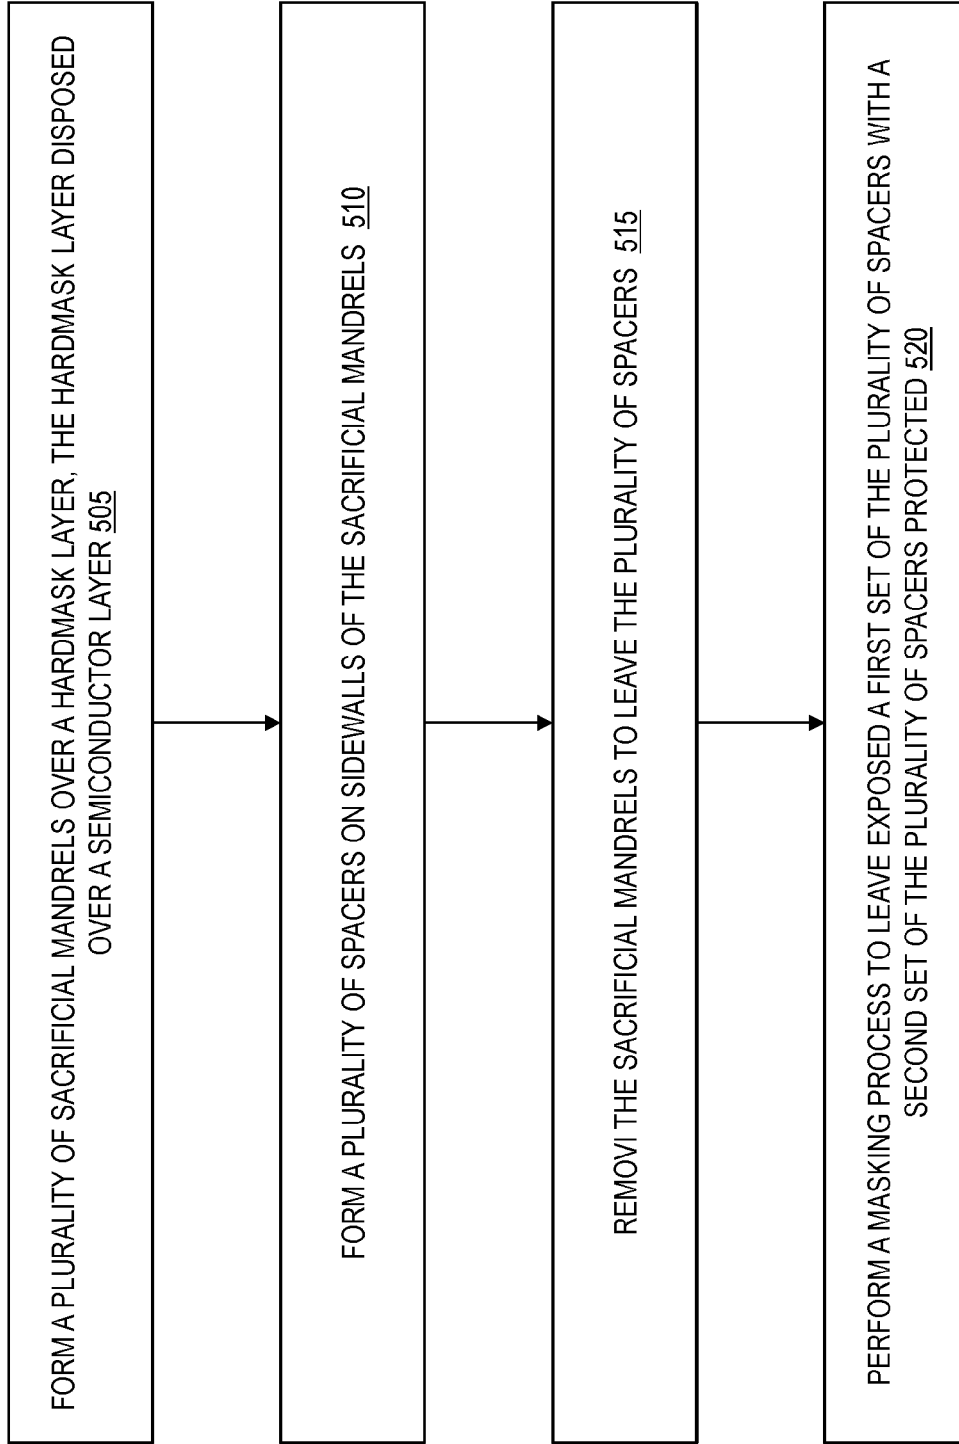 FORM A PLURALITY OF SACRIFICIAL MANDRELS OVER A HARDMASK LAYER, THE HARDMASK LAYER DISPOSED
OVER A SEMICONDUCTOR LAYER 505
FORM A PLURALITY OF SPACERS ON SIDEWALLS OF THE SACRIFICIAL MANDRELS 510
REMOVI THE SACRIFICIAL MANDRELS TO LEAVE THE PLURALITY OF SPACERS 515
PERFORM A MASKING PROCESS TO LEAVE EXPOSED A FIRST SET OF THE PLURALITY OF SPACERS WITH A
SECOND SET OF THE PLURALITY OF SPACERS PROTECTED 520